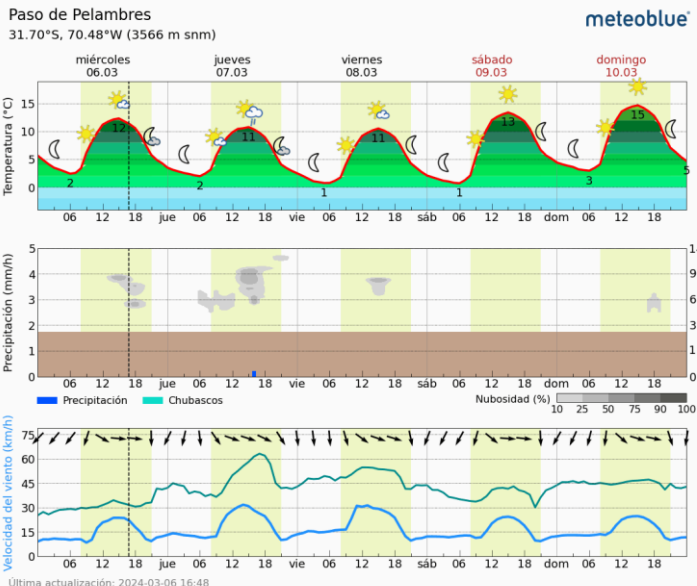 Paso de Pelambres
31.70°S, 70.48°W (3566 m snm)
meteoblue
miércoles jueves viernes sábado domingo
06.03 07.03 08.03 09.03 10.03
Temperatura (°C)
15
10
5
0
12 11 11 13 15
2 2 1 1 3 5
06 12 18 jue 06 12 18 vie 06 12 18 sáb 06 12 18 dom 06 12 18
Precipitación (mm/h)
5
4 
3
2
1
0
14
9
6
3
1
0
06 12 18 jue 06 12 18 vie 06 12 18 sáb 06 12 18 dom 06 12 18
Precipitación Chubascos
Nubosidad (%)
10 25 50 75 90 100
Velocidad del viento (km/h)
75
60
45
30
15
0
06 12 18 jue 06 12 18 vie 06 12 18 sáb 06 12 18 dom 06 12 18
Última actualización: 2024-03-06 16:48